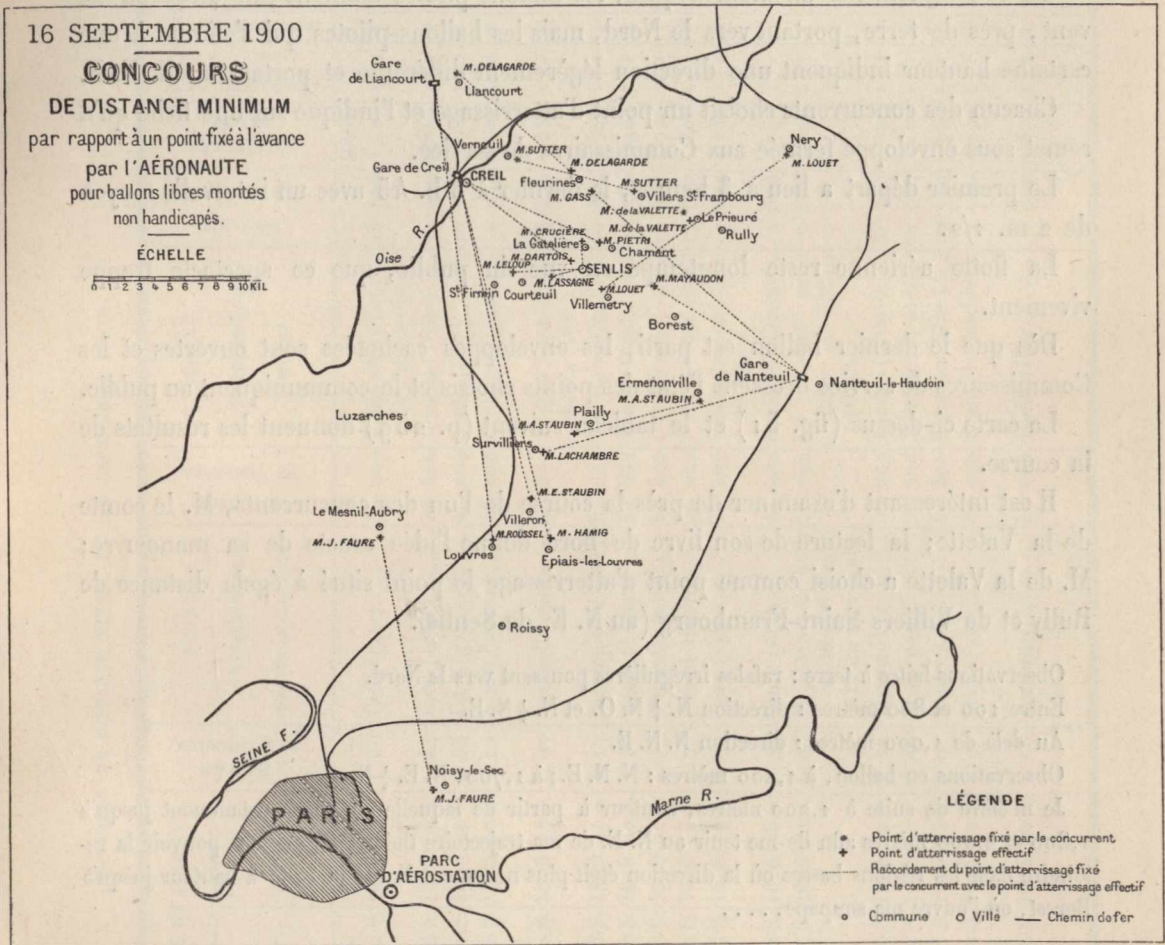 16 SEPTEMBRE 1900
CONCOURS
DE DISTANCE MINIMUM
par rapport à un point fixé à l'avance
par l'AÉRONAUTE
pour ballons libres montés
non handicapés.
ÉCHELLE
0 1 2 3 4 5 6 7 8 9 10 KIL
Gare
de Liancourt
M. DELAGARDE
Liancourt
Verneuil
M. SUTTER
Gare de Creil
CREIL
M. DELAGARDE
Fleurines
M. SUTTER
M. GASS
Villers St Frambourg
Nery
M. LOUET
M. de la VALETTE
Le Prieuré
M. de la VALETTE
Rully
M. CRUCIÈRE
M. PIETRI
La Gatelière
Chamant
M. DARTOIS
M. LELOUP
SENLIS
M. LASSAGNE
M. LOUET
M. MAYAUDON
St Firmin
Courteuil
Villemétry
Borest
R.
Oise
Gare
de Nanteuil
Nanteuil-le-Haudoin
Ermenonville
M.A. ST AUBIN
Plailly
M.A. ST AUBIN
Luzarches
Survilliers
M. LACHAMBRE
M.E. ST AUBIN
Villeron
Le Mesnil-Aubry
M.J. FAURE
M. ROUSSEL
M. HAMIG
Louvres
Epiais-les-Louvres
Roissy
SEINE F.
Noisy-le-Sec
M.J. FAURE
PARIS
PARC
D'AÉROSTATION
Marne R.
LÉGENDE
Point d'atterrissage fixé par le concurrent
Point d'atterrissage effectif
Raccordement du point d'atterrissage fixé
par le concurrent avec le point d'atterrissage effectif
Commune Ville Chemin de fer